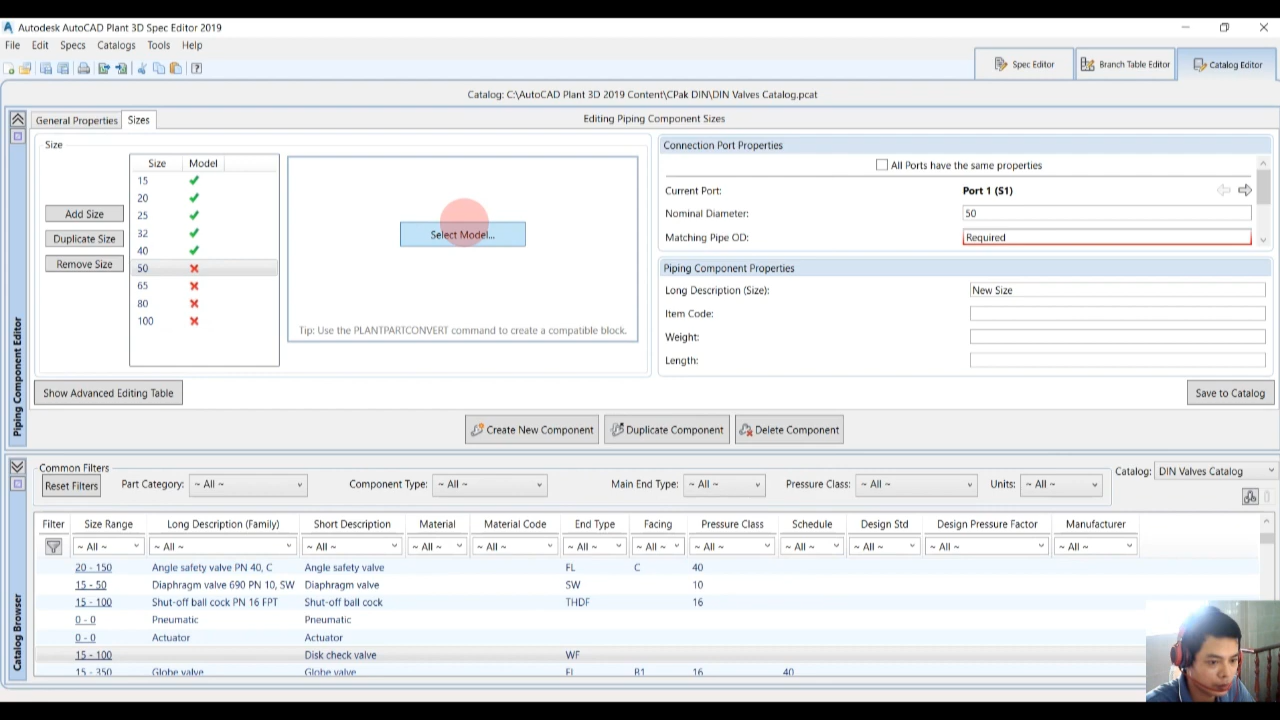 Autodesk AutoCAD Plant 3D Spec Editor 2019
File Edit Specs Catalogs Tools Help
Spec Editor Branch Table Editor Catalog Editor
Catalog: C:\AutoCAD Plant 3D 2019 Content\CPak DIN\DIN Valves Catalog.pcat
General Properties Sizes Editing Piping Component Sizes
Size
Size Model
15
20
25
32
40
50
65
80
100
Add Size
Duplicate Size
Remove Size
Select Model...
Tip: Use the PLANTPARTCONVERT command to create a compatible block.
Connection Port Properties
All Ports have the same properties
Current Port: Port 1 (S1)
Nominal Diameter: 50
Matching Pipe OD: Required
Piping Component Properties
Long Description (Size): New Size
Item Code:
Weight:
Length:
Piping Component Editor
Show Advanced Editing Table Save to Catalog
Create New Component Duplicate Component Delete Component
Common Filters
Reset Filters Part Category: ~ All ~ Component Type: ~ All ~ Main End Type: ~ All ~ Pressure Class: ~ All ~ Units: ~ All ~ Catalog: DIN Valves Catalog
Filter Size Range Long Description (Family) Short Description Material Material Code End Type Facing Pressure Class Schedule Design Std Design Pressure Factor Manufacturer
~ All ~ ~ All ~ ~ All ~ ~ All ~ ~ All ~ ~ All ~ ~ All ~ ~ All ~ ~ All ~ ~ All ~ ~ All ~ ~ All ~
20 - 150 Angle safety valve PN 40, C Angle safety valve FL C 40
15 - 50 Diaphragm valve 690 PN 10, SW Diaphragm valve SW 10
15 - 100 Shut-off ball cock PN 16 FPT Shut-off ball cock THDF 16
0 - 0 Pneumatic Pneumatic
0 - 0 Actuator Actuator
15 - 100 Disk check valve WF
15 - 350 Globe valve Globe valve FL R1 16 40
Catalog Browser